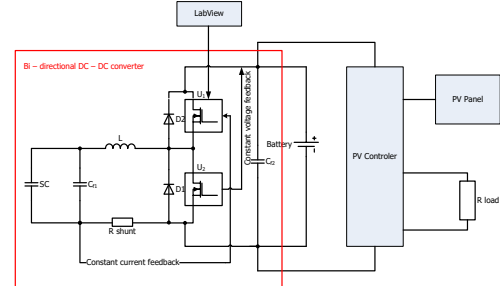 LabView
Bi – directional DC – DC converter
U1
D2
Constant voltage feedback
PV Panel
L
Battery
+
PV Controler
SC
Cf1
U2
D1
Cf2
R load
R shunt
Constant current feedback